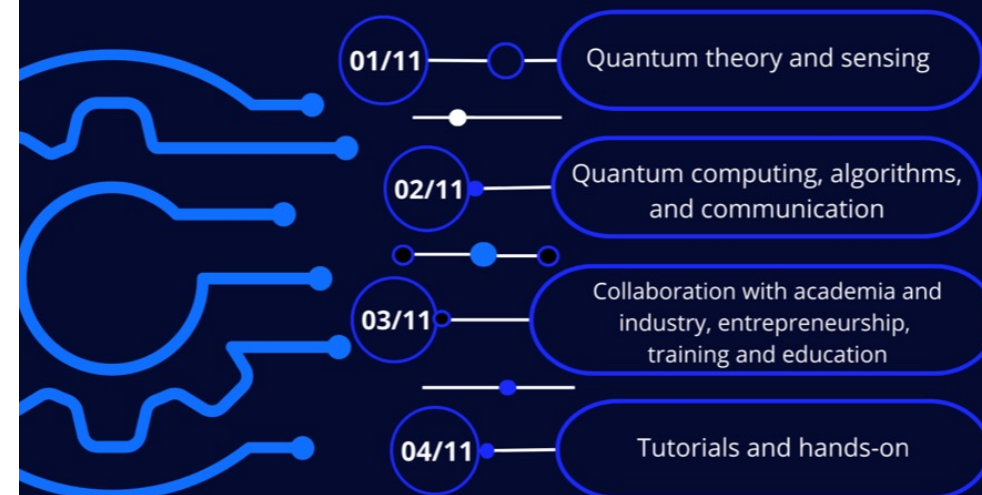 01/11
Quantum theory and sensing
02/11
Quantum computing, algorithms,
and communication
03/11
Collaboration with academia and
industry, entrepreneurship,
training and education
04/11
Tutorials and hands-on